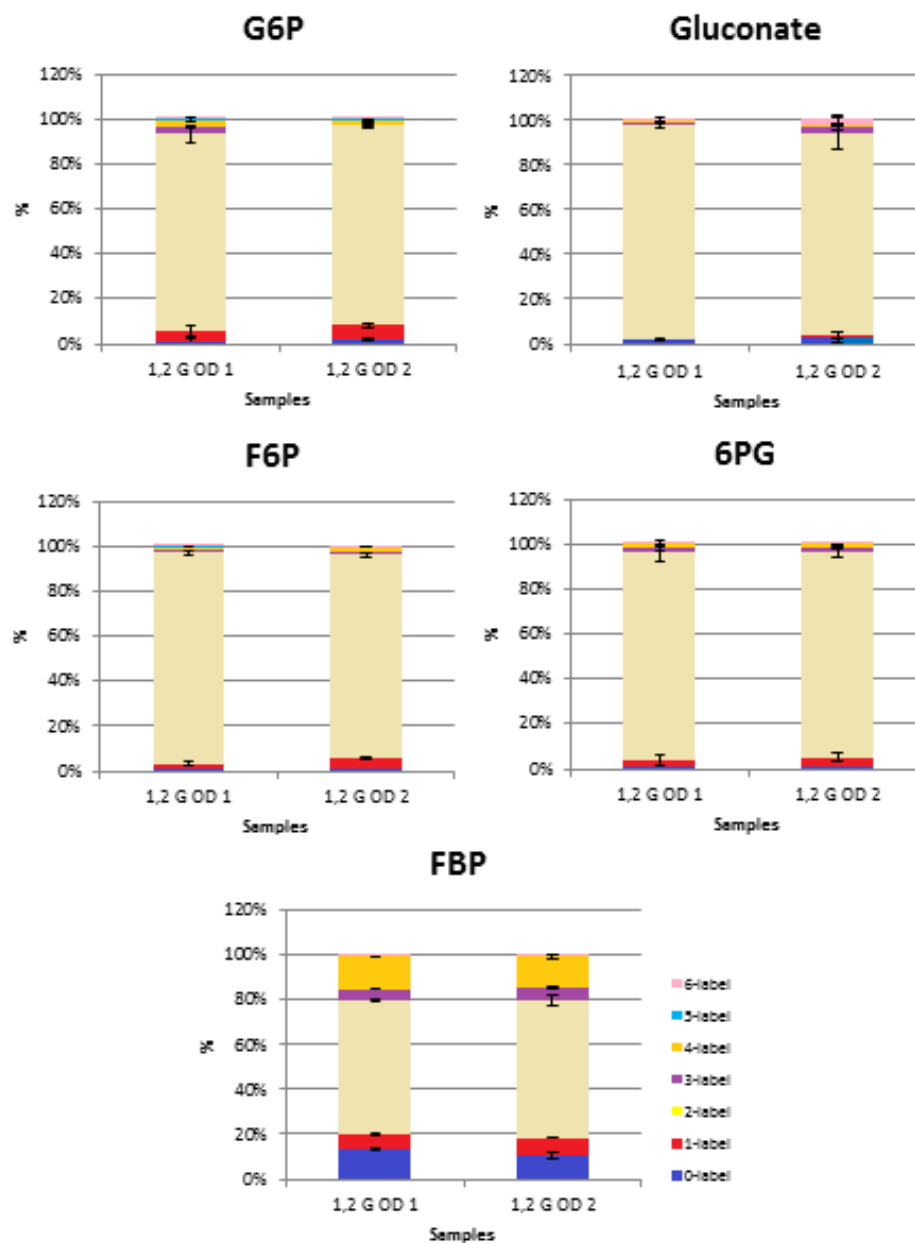 G6P
120%
100%
80%
60%
40%
20%
0%
%
1,2 G OD 1
1,2 G OD 2
Samples
Gluconate
120%
100%
80%
60%
40%
20%
0%
%
1,2 G OD 1
1,2 G OD 2
Samples
F6P
120%
100%
80%
60%
40%
20%
0%
%
1,2 G OD 1
1,2 G OD 2
Samples
6PG
120%
100%
80%
60%
40%
20%
0%
%
1,2 G OD 1
1,2 G OD 2
Samples
FBP
120%
100%
80%
60%
40%
20%
0%
%
1,2 G OD 1
1,2 G OD 2
Samples
6-label
5-label
4-label
3-label
2-label
1-label
0-label